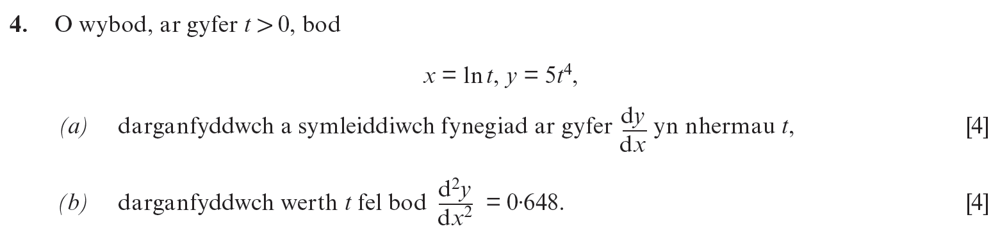 4. O wybod, ar gyfer t > 0, bod
x = ln t, y = 5t⁴,
(a) darganfyddwch a symleiddiwch fynegiad ar gyfer dy/dx yn nhermau t, [4]
(b) darganfyddwch werth t fel bod d²y/dx² = 0·648. [4]